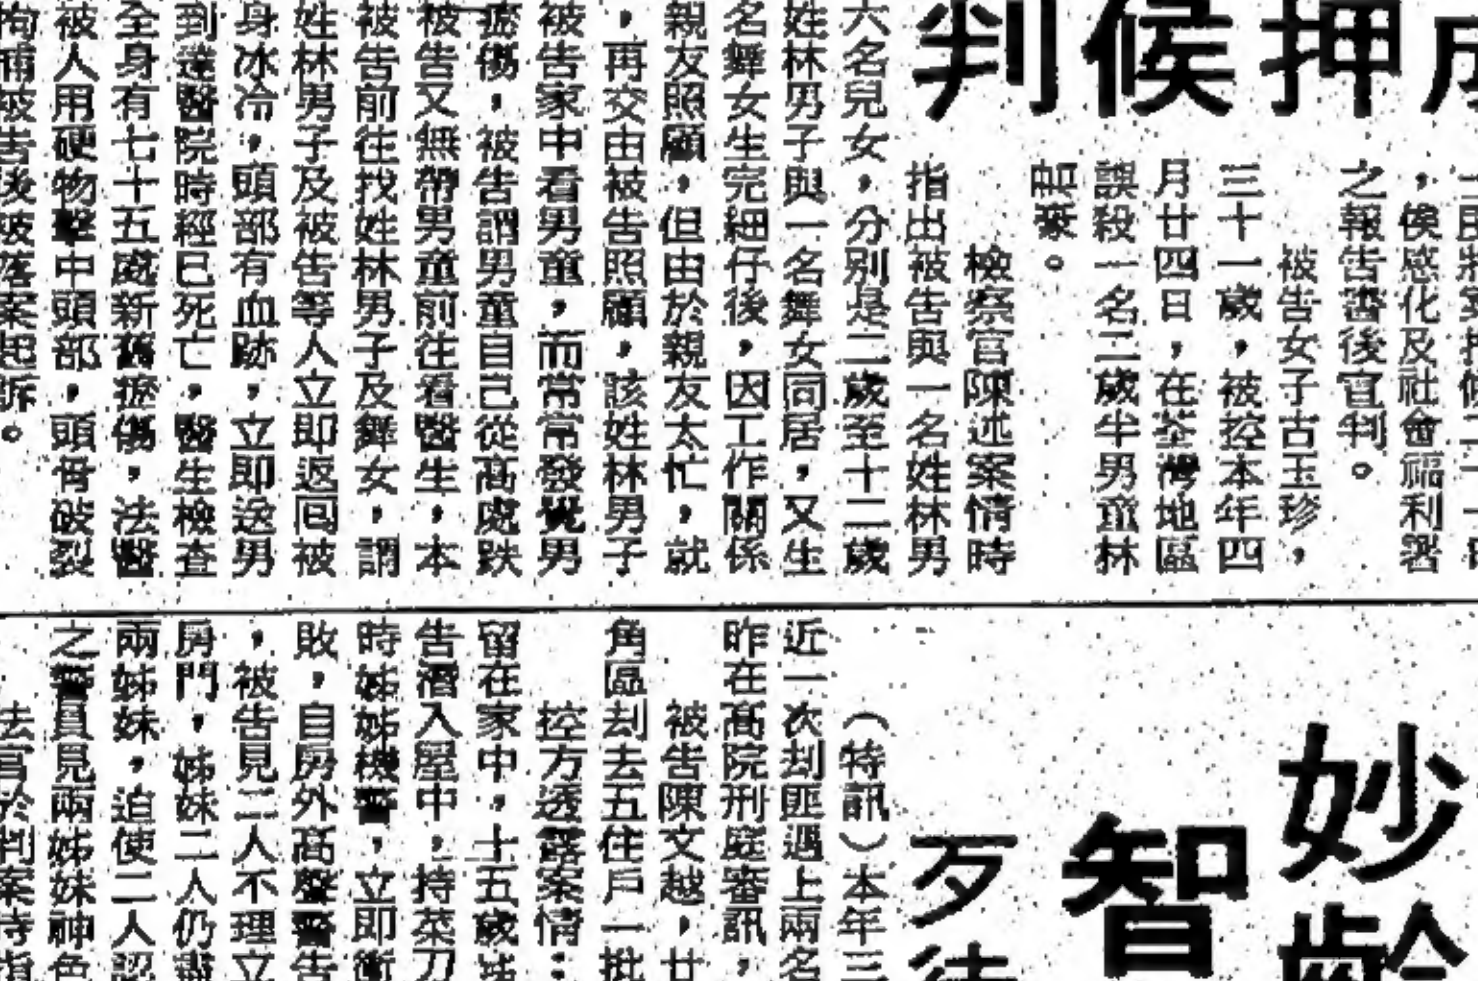 押候判
，候感化及社會福利署
之報告書後宣判。
被告女子古玉珍，
三十一歲，被控本年四
月廿四日，在荃灣地區
誤殺一名二歲半男童林
豪。
檢察官陳述案情時
指出被告與一名姓林男
六名兒女，分別是二歲至十二歲
姓林男子與一名舞女同居，又生
名舞女生完細仔後，因工作關係
親友照顧，但由於親友太忙，就
，再交由被告照顧，該姓林男子
被告家中看男童，而常常發覺男
瘀傷，被告謂男童自己從高處跌
被告又無帶男童前往看醫生，本
被告前往找姓林男子及舞女，謂
姓林男子及被告等人立即返回被
身冰冷，頭部有血跡，立即送男
到達醫院時經已死亡，醫生檢查
全身有七十五處新舊瘀傷，法醫
被人用硬物擊中頭部，頭骨破裂
拘捕被告後被落案起訴。
妙齡
智
歹徒
（特訊）本年三
近一次刦匪遇上兩名
昨在高院刑庭審訊，
被告陳文越，廿
角區刦去五住戶一批
控方透露案情：
留在家中，十五歲姊
告潛入屋中，持菜刀
時姊姊機警，立即衝
敗，自房外高聲警告
，被告見二人不理立
房門，姊妹二人仍盡
兩姊妹，迫使二人認
之警員見兩姊妹神色
法官於判案時指